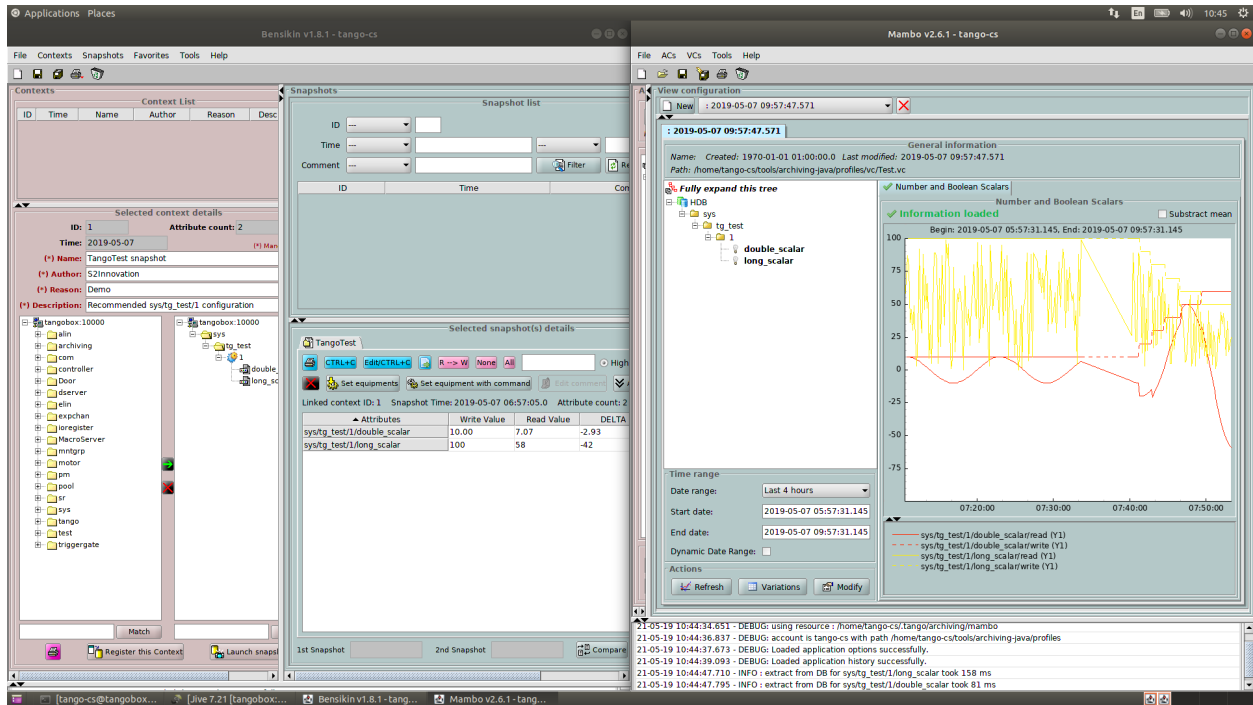 Applications Places
En 10:45
Bensikin v1.8.1 - tango-cs
File Contexts Snapshots Favorites Tools Help
Contexts
Context List
ID Time Name Author Reason Desc
Selected context details
ID: 1 Attribute count: 2
Time: 2019-05-07 (*) Man
(*) Name: TangoTest snapshot
(*) Author: S2Innovation
(*) Reason: Demo
(*) Description: Recommended sys/tg_test/1 configuration
tangobox:10000
alin
archiving
com
controller
Door
dserver
elin
expchan
ioregister
MacroServer
mntgrp
motor
pm
pool
sr
sys
tango
test
triggergate
tangobox:10000
sys
tg_test
1
double_
long_sc
Match
Register this Context Launch snaps
Snapshots
Snapshot list
ID ---
Time --- ---
Comment --- Filter Re
ID Time Con
Selected snapshot(s) details
TangoTest
CTRL+C Edit/CTRL+C R --> W None All High
Set equipments Set equipment with command Edit comment
Linked context ID: 1 Snapshot Time: 2019-05-07 06:57:05.0 Attribute count: 2
Attributes Write Value Read Value DELTA
sys/tg_test/1/double_scalar 10.00 7.07 -2.93
sys/tg_test/1/long_scalar 100 58 -42
1st Snapshot 2nd Snapshot Compare
Mambo v2.6.1 - tango-cs
File ACs VCs Tools Help
View configuration
New : 2019-05-07 09:57:47.571
: 2019-05-07 09:57:47.571
General information
Name: Created: 1970-01-01 01:00:00.0 Last modified: 2019-05-07 09:57:47.571
Path: /home/tango-cs/tools/archiving-java/profiles/vc/Test.vc
Fully expand this tree
HDB
sys
tg_test
1
double_scalar
long_scalar
Time range
Date range: Last 4 hours
Start date: 2019-05-07 05:57:31.145
End date: 2019-05-07 09:57:31.145
Dynamic Date Range:
Actions
Refresh Variations Modify
Number and Boolean Scalars
Number and Boolean Scalars
Information loaded Substract mean
Begin: 2019-05-07 05:57:31.145, End: 2019-05-07 09:57:31.145
100
75
50
25
0
-25
-50
-75
07:20:00 07:30:00 07:40:00 07:50:00
sys/tg_test/1/double_scalar/read (Y1)
sys/tg_test/1/double_scalar/write (Y1)
sys/tg_test/1/long_scalar/read (Y1)
sys/tg_test/1/long_scalar/write (Y1)
21-05-19 10:44:34.651 - DEBUG: using resource : /home/tango-cs/.tango/archiving/mambo
21-05-19 10:44:36.837 - DEBUG: account is tango-cs with path /home/tango-cs/tools/archiving-java/profiles
21-05-19 10:44:37.673 - DEBUG: Loaded application options successfully.
21-05-19 10:44:39.093 - DEBUG: Loaded application history successfully.
21-05-19 10:44:47.710 - INFO : extract from DB for sys/tg_test/1/long_scalar took 158 ms
21-05-19 10:44:47.795 - INFO : extract from DB for sys/tg_test/1/double_scalar took 81 ms
[tango-cs@tangobox... [Jive 7.21 [tangobox:... Bensikin v1.8.1 - tang... Mambo v2.6.1 - tang...